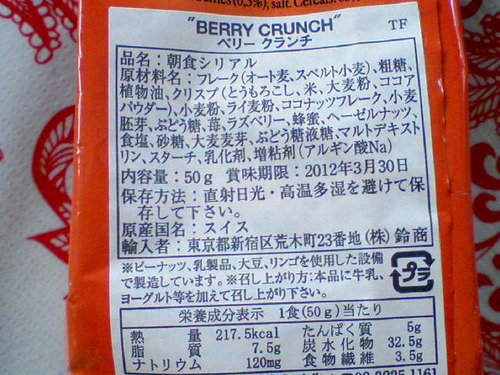 (0,3%), salt. Cereals:
"BERRY CRUNCH" TF
ベリー クランチ
品名：朝食シリアル
原材料名：フレーク(オート麦、スペルト小麦)、粗糖、
植物油、クリスプ(とうもろこし、米、大麦粉、ココア
パウダー)、小麦粉、ライ麦粉、ココナッツフレーク、小麦
胚芽、ぶどう糖、苺、ラズベリー、蜂蜜、ヘーゼルナッツ、
食塩、砂糖、大麦麦芽、ぶどう糖液糖、マルトデキスト
リン、スターチ、乳化剤、増粘剤(アルギン酸Na)
内容量：50g 賞味期限：2012年3月30日
保存方法：直射日光・高温多湿を避けて保
存して下さい。
原産国名：スイス
輸入者：東京都新宿区荒木町23番地(株)鈴商
※ピーナッツ、乳製品、大豆、リンゴを使用した設備
で製造しています。※召し上がり方：本品に牛乳、
ヨーグルト等を加えて召し上がり下さい。
プラ
栄養成分表示 1食(50g)当たり
熱量 217.5kcal たんぱく質 5g
脂質 7.5g 炭水化物 32.5g
ナトリウム 120mg 食物繊維 3.5g